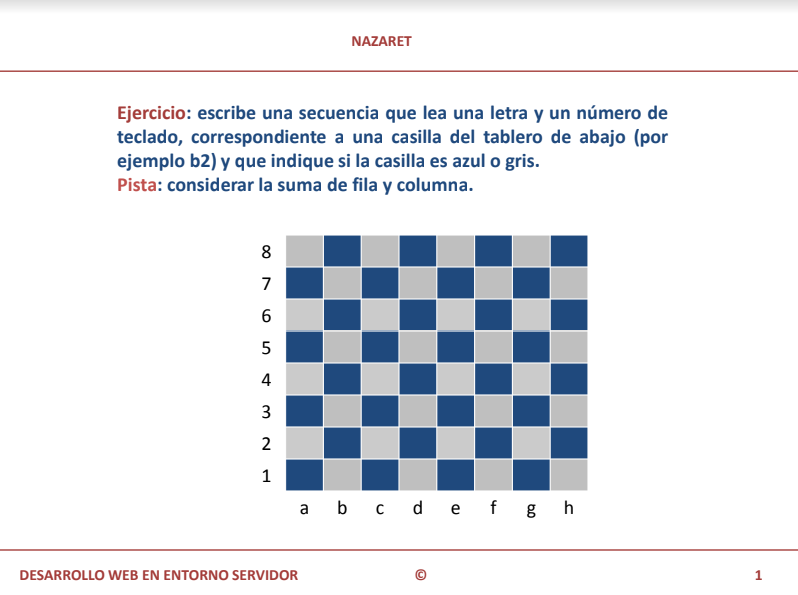 NAZARET
Ejercicio: escribe una secuencia que lea una letra y un número de
teclado, correspondiente a una casilla del tablero de abajo (por
ejemplo b2) y que indique si la casilla es azul o gris.
Pista: considerar la suma de fila y columna.
8
7
6
5
4
3
2
1
a b c d e f g h
DESARROLLO WEB EN ENTORNO SERVIDOR © 1